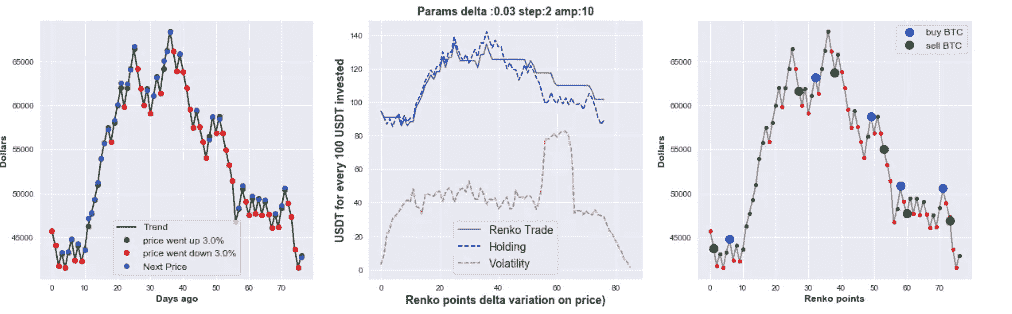 Params delta :0.03 step:2 amp:10
65000
60000
55000
50000
45000
Dollars
0 10 20 30 40 50 60 70
Days ago
Trend
price went up 3.0%
price went down 3.0%
Next Price
140
120
100
80
60
40
20
0
USDT for every 100 USDT invested
0 20 40 60 80
Renko points delta variation on price)
Renko Trade
Holding
Volatility
65000
60000
55000
50000
45000
Dollars
0 10 20 30 40 50 60 70
Renko points
buy BTC
sell BTC